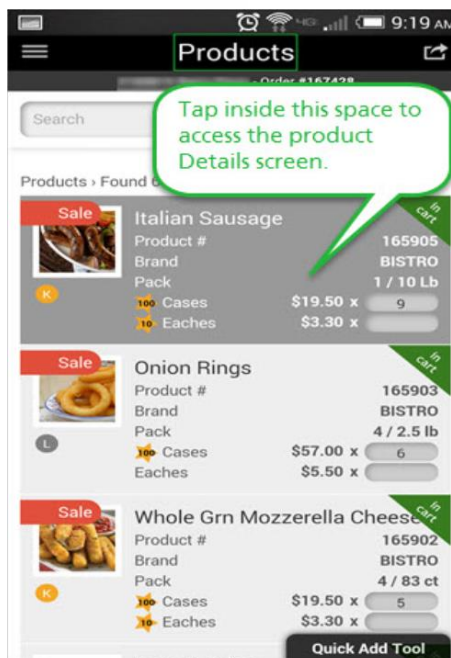 4G 9:19 AM
Products
Order #167428
Search
Tap inside this space to
access the product
Details screen.
Products › Found
Sale
Italian Sausage
in cart
Product # 165905
Brand BISTRO
Pack 1 / 10 Lb
K
100 Cases $19.50 x 9
10 Eaches $3.30 x
Sale
Onion Rings
in cart
Product # 165903
Brand BISTRO
Pack 4 / 2.5 lb
L
100 Cases $57.00 x 6
Eaches $5.50 x
Sale
Whole Grn Mozzerella Cheese
in cart
Product # 165902
Brand BISTRO
Pack 4 / 83 ct
K
100 Cases $19.50 x 5
10 Eaches $3.30 x
Quick Add Tool